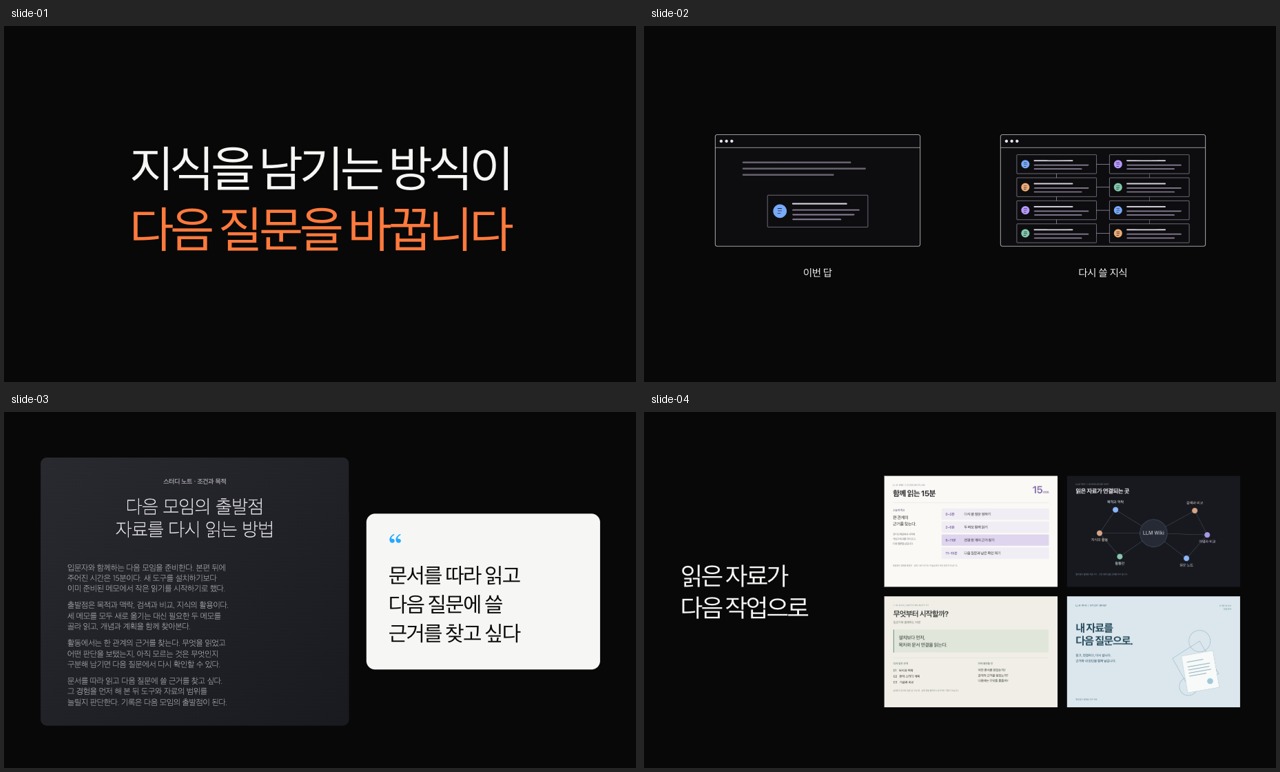 slide-01
지식을 남기는 방식이
다음 질문을 바꿉니다
slide-02
이번 답
다시 쓸 지식
slide-03
스터디 노트 · 조건과 목적
다음 모임의 출발점
자료를 다시 읽는 방법
입문자와 함께하는 다음 모임을 준비한다. 본편 뒤에
주어진 시간은 15분이다. 새 도구를 설치하기보다
이미 준비된 메모에서 작은 읽기를 시작하기로 했다.
출발점은 목적과 맥락, 검색과 비교, 지식의 활용이다.
세 메모를 모두 새로 옮기는 대신 필요한 두 메모를
골라 읽고, 개념과 계획을 함께 찾아본다.
활동에서는 한 관계의 근거를 찾는다. 무엇을 읽었고
어떤 판단을 보탰는지, 아직 모르는 것은 무엇인지
구분해 남기면 다음 질문에서 다시 확인할 수 있다.
문서를 따라 읽고 다음 질문에 쓸 근거를 찾고 싶다.
그 경험을 먼저 해 본 뒤 도구와 자료의 범위를
늘릴지 판단한다. 기록은 다음 모임의 출발점이 된다.
“
문서를 따라 읽고
다음 질문에 쓸
근거를 찾고 싶다
slide-04
읽은 자료가
다음 작업으로
함께 읽는 15분
15
읽은 자료가 연결되는 곳
LLM Wiki
무엇부터 시작할까?
설치보다 먼저,
메모와 문서 연결을 읽는다.
내 자료를
다음 질문으로.